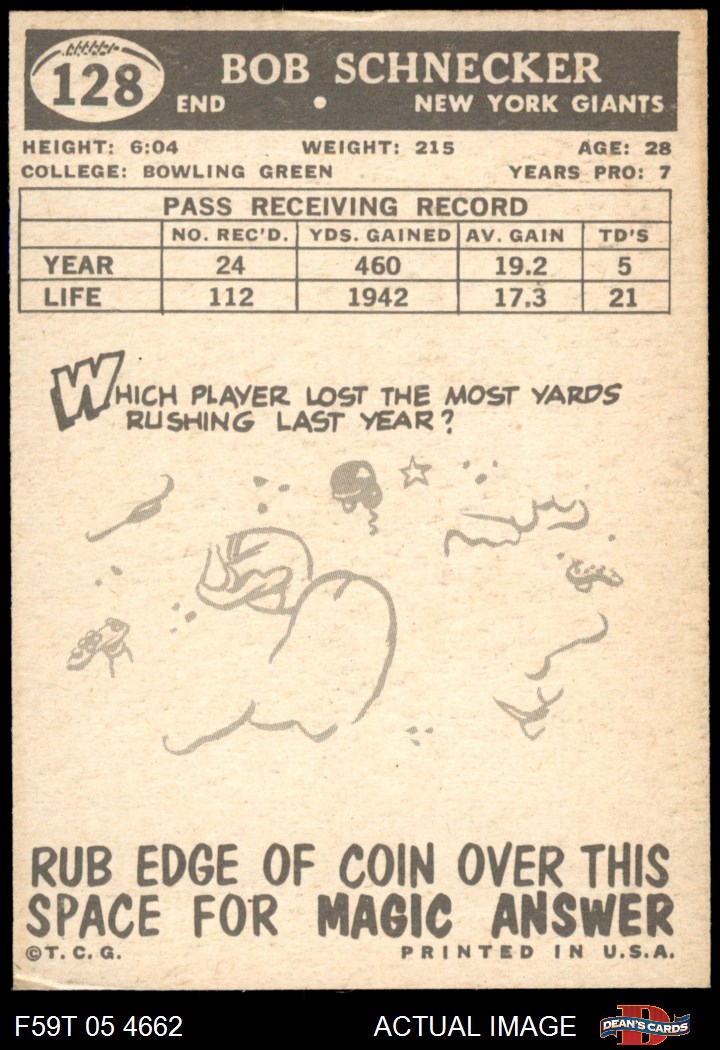 128
BOB SCHNECKER
END • NEW YORK GIANTS
HEIGHT: 6:04 WEIGHT: 215 AGE: 28
COLLEGE: BOWLING GREEN YEARS PRO: 7
PASS RECEIVING RECORD
NO. REC'D. YDS. GAINED AV. GAIN TD'S
YEAR 24 460 19.2 5
LIFE 112 1942 17.3 21
WHICH PLAYER LOST THE MOST YARDS
RUSHING LAST YEAR?
RUB EDGE OF COIN OVER THIS
SPACE FOR MAGIC ANSWER
©T.C.G. PRINTED IN U.S.A.
F59T 05 4662 ACTUAL IMAGE D DEAN'S CARDS